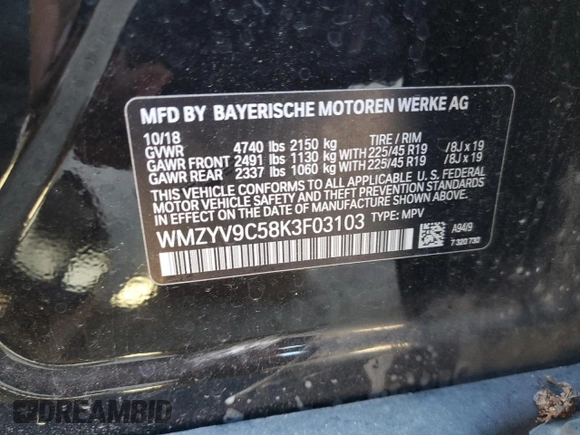 MFD BY BAYERISCHE MOTOREN WERKE AG
10/18 TIRE / RIM
GVWR 4740 lbs 2150 kg
GAWR FRONT 2491 lbs 1130 kg WITH 225/45 R19 /8J x 19
GAWR REAR 2337 lbs 1060 kg WITH 225/45 R19 /8J x 19
THIS VEHICLE CONFORMS TO ALL APPLICABLE U. S. FEDERAL
MOTOR VEHICLE SAFETY AND THEFT PREVENTION STANDARDS
IN EFFECT ON THE DATE OF MANUFACTURE SHOWN ABOVE.
WMZYV9C58K3F03103 TYPE: MPV
A94/9
7 320 730
DREAMBID